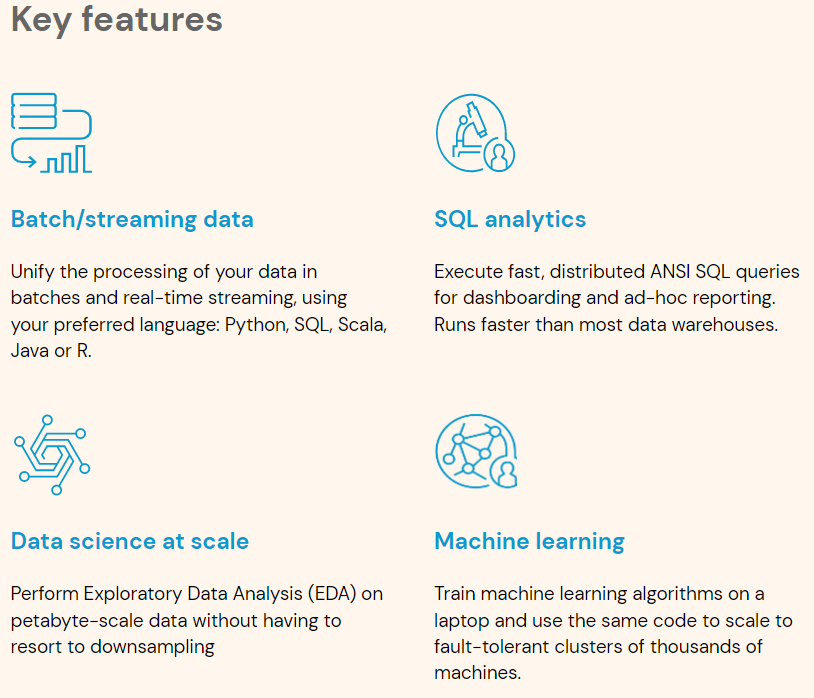 Key features
Batch/streaming data
Unify the processing of your data in
batches and real-time streaming, using
your preferred language: Python, SQL, Scala,
Java or R.
SQL analytics
Execute fast, distributed ANSI SQL queries
for dashboarding and ad-hoc reporting.
Runs faster than most data warehouses.
Data science at scale
Perform Exploratory Data Analysis (EDA) on
petabyte-scale data without having to
resort to downsampling
Machine learning
Train machine learning algorithms on a
laptop and use the same code to scale to
fault-tolerant clusters of thousands of
machines.